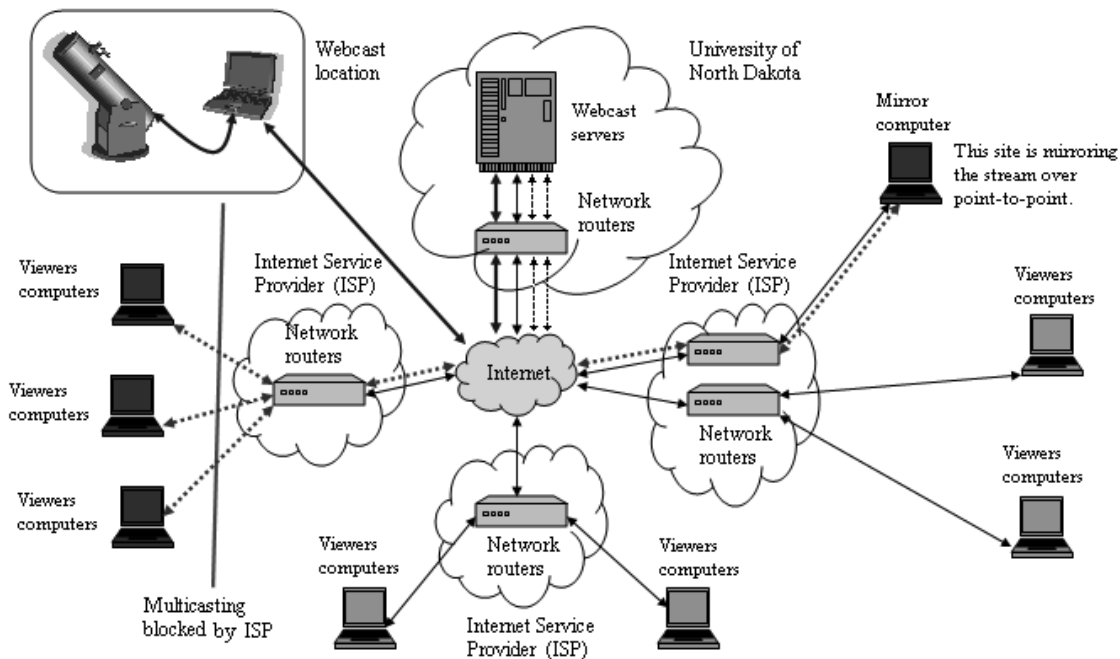 Webcast
location
University of
North Dakota
Webcast
servers
Mirror
computer
This site is mirroring
the stream over
point-to-point.
Network
routers
Viewers
computers
Internet Service
Provider (ISP)
Network
routers
Internet Service
Provider (ISP)
Viewers
computers
Internet
Viewers
computers
Network
routers
Viewers
computers
Viewers
computers
Network
routers
Viewers
computers
Viewers
computers
Multicasting
blocked by ISP
Internet Service
Provider (ISP)